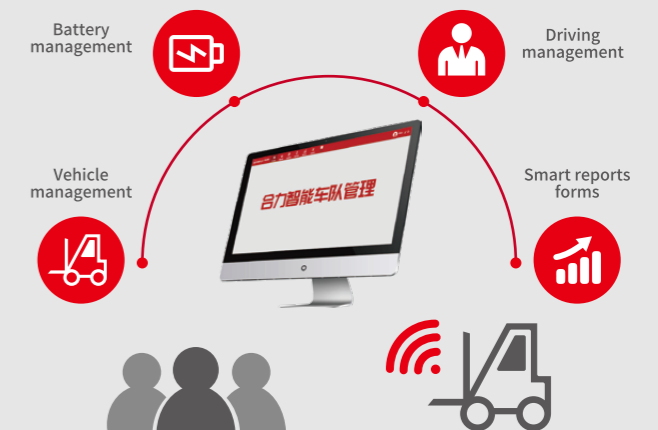 Battery
management
Driving
management
Vehicle
management
Smart reports
forms
合力智能车队管理